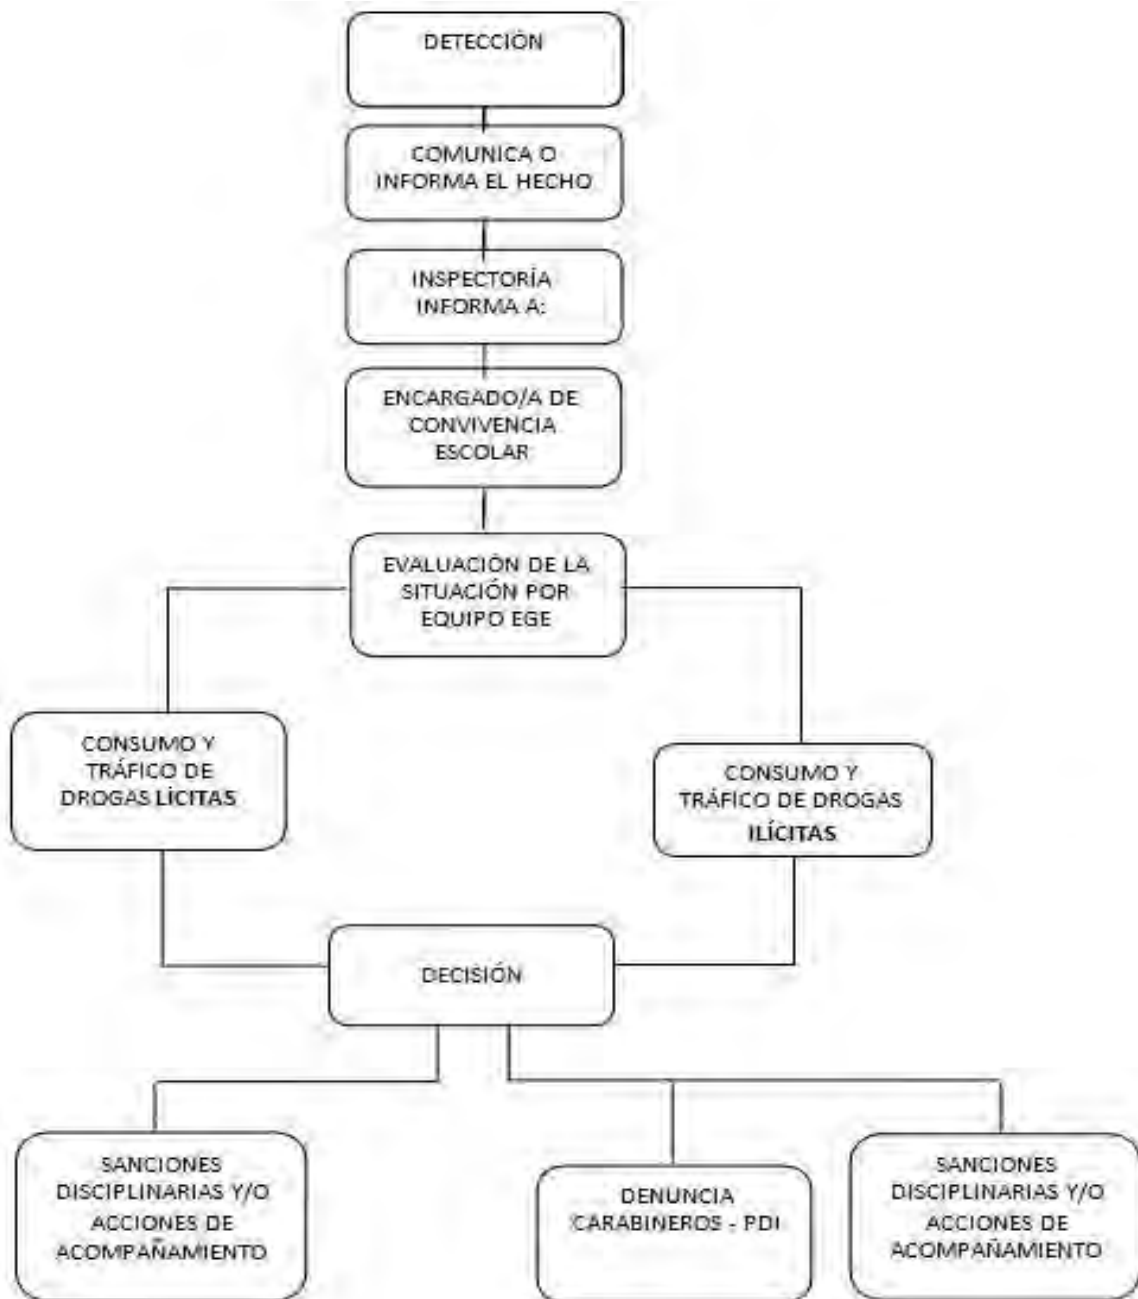 DETECCIÓN
COMUNICA O
INFORMA EL HECHO
INSPECTORÍA
INFORMA A:
ENCARGADO/A DE
CONVIVENCIA
ESCOLAR
EVALUACIÓN DE LA
SITUACIÓN POR
EQUIPO EGE
CONSUMO Y
TRÁFICO DE
DROGAS LÍCITAS
CONSUMO Y
TRÁFICO DE DROGAS
ILÍCITAS
DECISIÓN
SANCIONES
DISCIPLINARIAS Y/O
ACCIONES DE
ACOMPAÑAMIENTO
DENUNCIA
CARABINEROS - PDI
SANCIONES
DISCIPLINARIAS Y/O
ACCIONES DE
ACOMPAÑAMIENTO